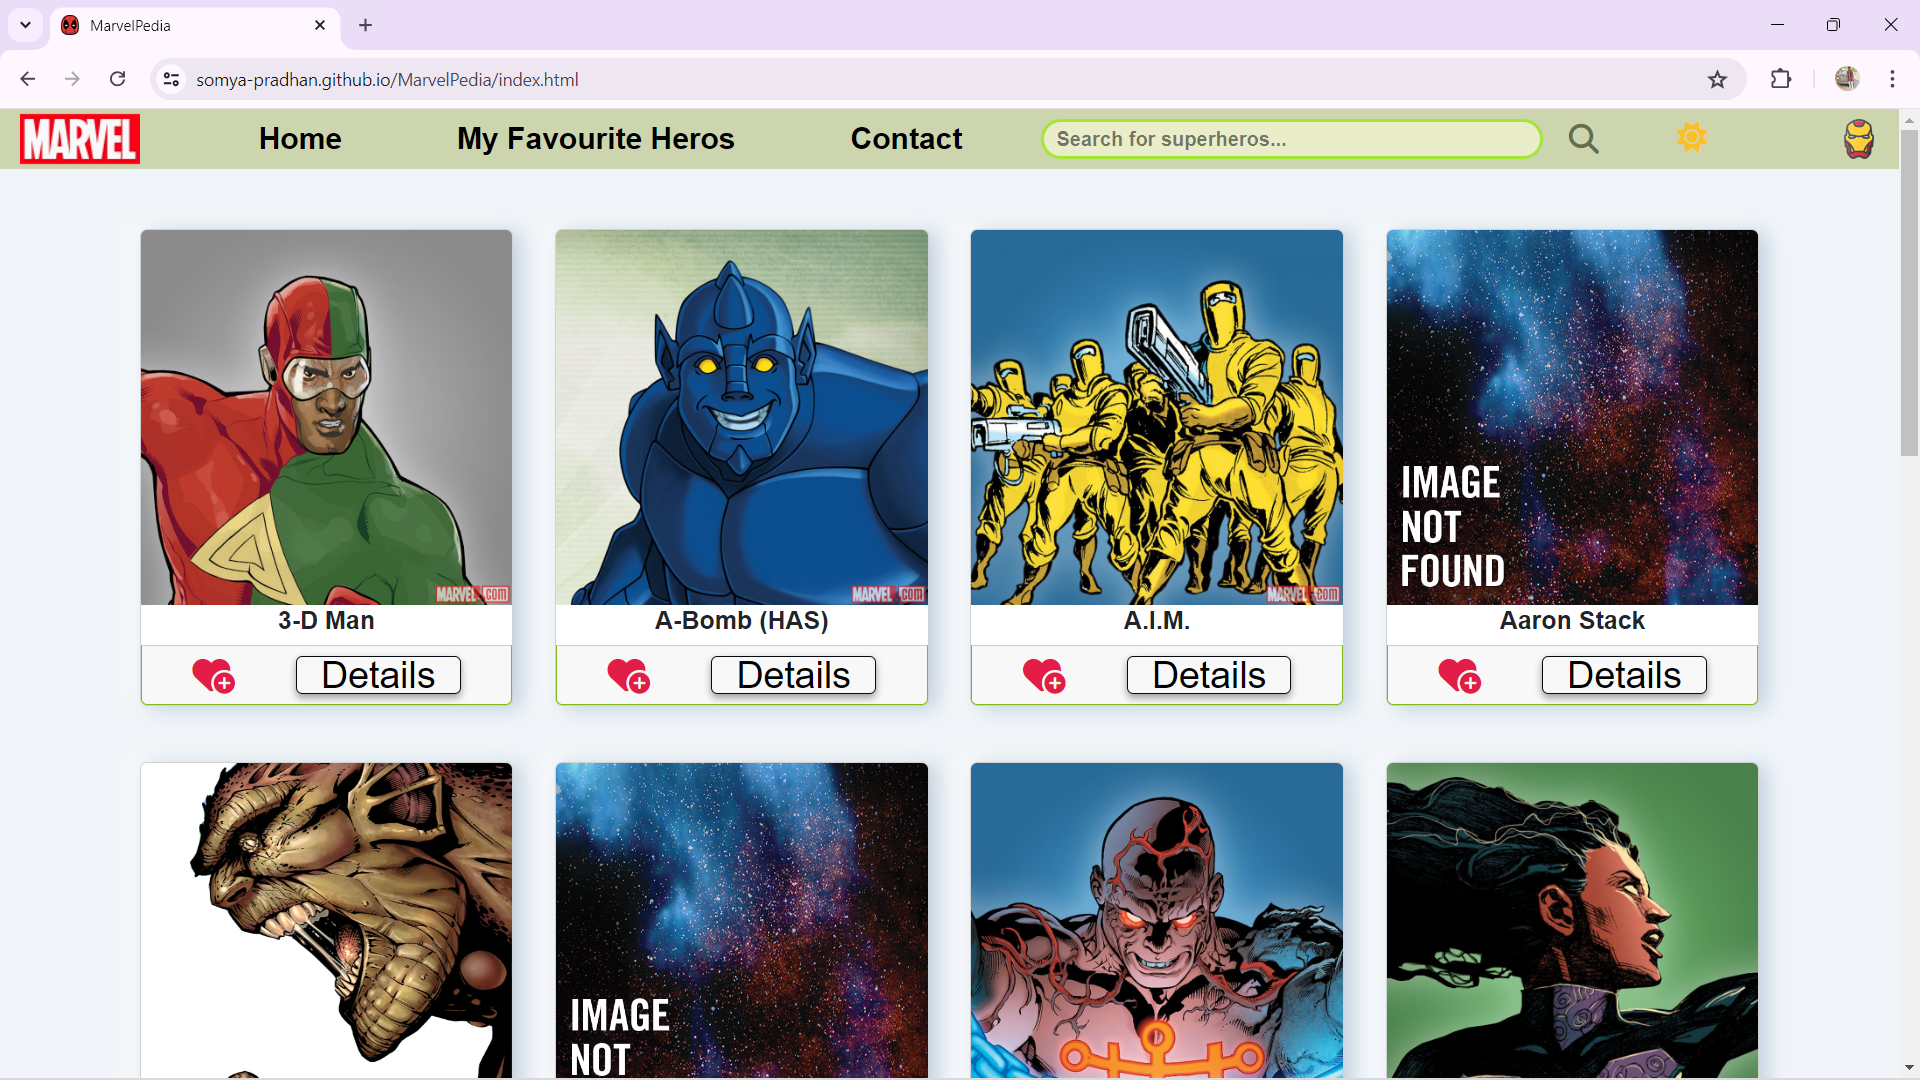 MarvelPedia
somya-pradhan.github.io/MarvelPedia/index.html
MARVEL
Home
My Favourite Heros
Contact
Search for superheros...
MARVEL.COM
MARVEL.COM
MARVEL.COM
IMAGE
NOT
FOUND
3-D Man
A-Bomb (HAS)
A.I.M.
Aaron Stack
Details
Details
Details
Details
IMAGE
NOT